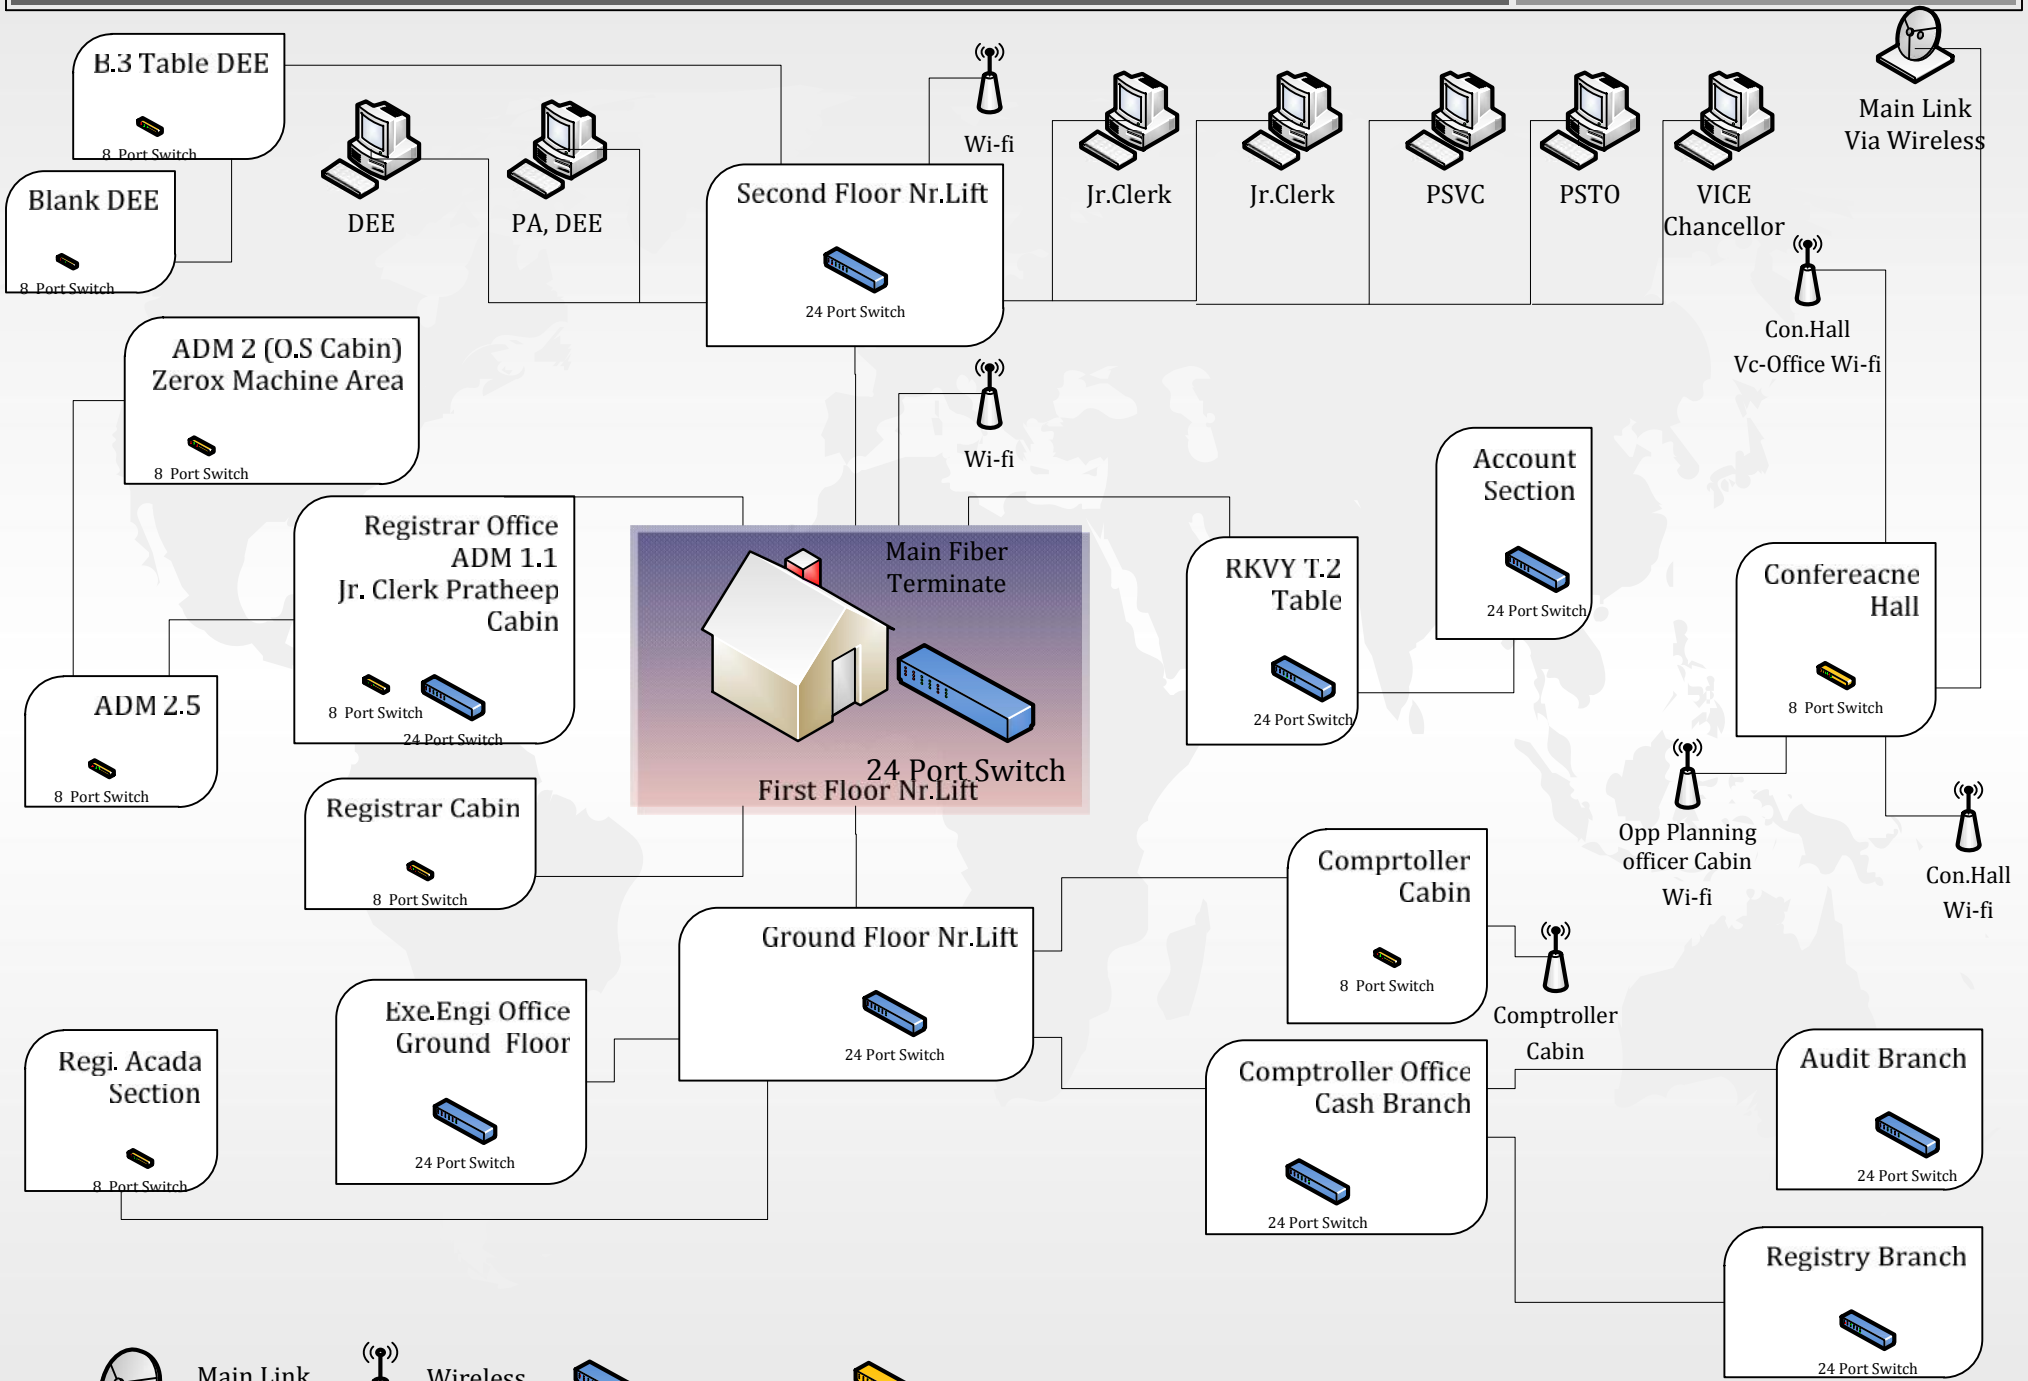 B.3 Table DEE
8 Port Switch
Blank DEE
8 Port Switch
DEE
PA, DEE
Wi-fi
Second Floor Nr.Lift
24 Port Switch
Jr.Clerk
Jr.Clerk
PSVC
PSTO
VICE
Chancellor
Main Link
Via Wireless
Con.Hall
Vc-Office Wi-fi
ADM 2 (O.S Cabin)
Zerox Machine Area
8 Port Switch
Wi-fi
Account
Section
24 Port Switch
Registrar Office
ADM 1.1
Jr. Clerk Pratheep
Cabin
8 Port Switch
24 Port Switch
Main Fiber
Terminate
24 Port Switch
First Floor Nr.Lift
RKVY T.2
Table
24 Port Switch
Confereacne
Hall
8 Port Switch
ADM 2.5
8 Port Switch
Registrar Cabin
8 Port Switch
Opp Planning
officer Cabin
Wi-fi
Con.Hall
Wi-fi
Comprtoller
Cabin
8 Port Switch
Comptroller
Cabin
Ground Floor Nr.Lift
24 Port Switch
Exe.Engi Office
Ground Floor
24 Port Switch
Regi. Acada
Section
8 Port Switch
Comptroller Office
Cash Branch
24 Port Switch
Audit Branch
24 Port Switch
Registry Branch
24 Port Switch
Main Link
Wireless